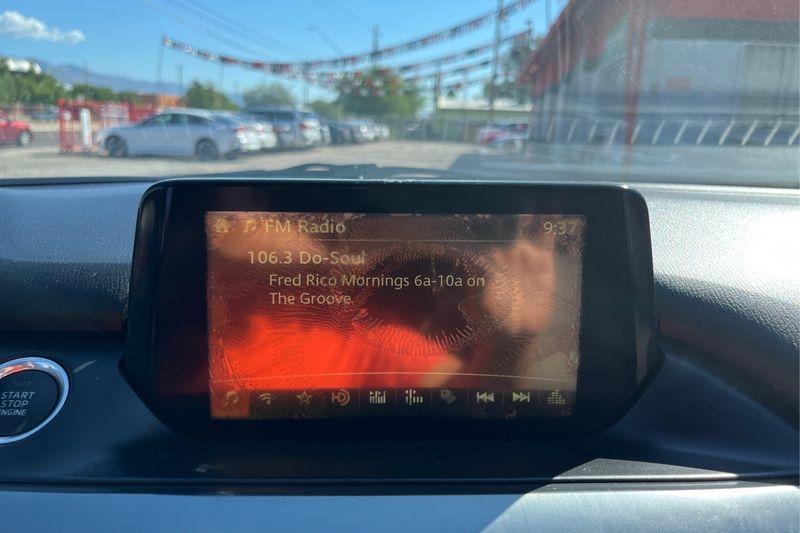 FM Radio
9:37
106.3 Do-Soul
Fred Rico Mornings 6a-10a on
The Groove
START
STOP
ENGINE